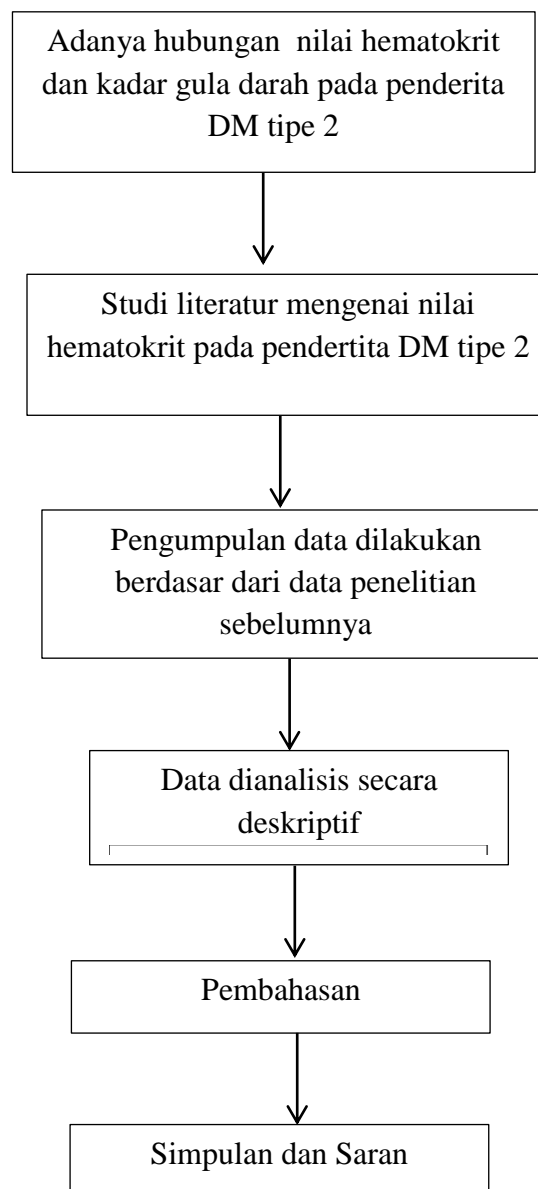 Adanya hubungan  nilai hematokrit
dan kadar gula darah pada penderita
DM tipe 2
Studi literatur mengenai nilai
hematokrit pada pendertita DM tipe 2
Pengumpulan data dilakukan
berdasar dari data penelitian
sebelumnya
Data dianalisis secara
deskriptif
Pembahasan
Simpulan dan Saran